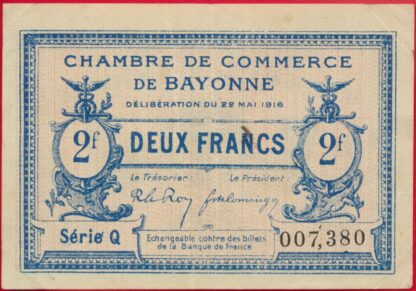 CHAMBRE DE COMMERCE
DE BAYONNE
DÉLIBÉRATION DU 22 MAI 1916
2f DEUX FRANCS 2f
Le Trésorier: Le Président:
Série Q
Echangeable contre des billets
de la Banque de France
007,380